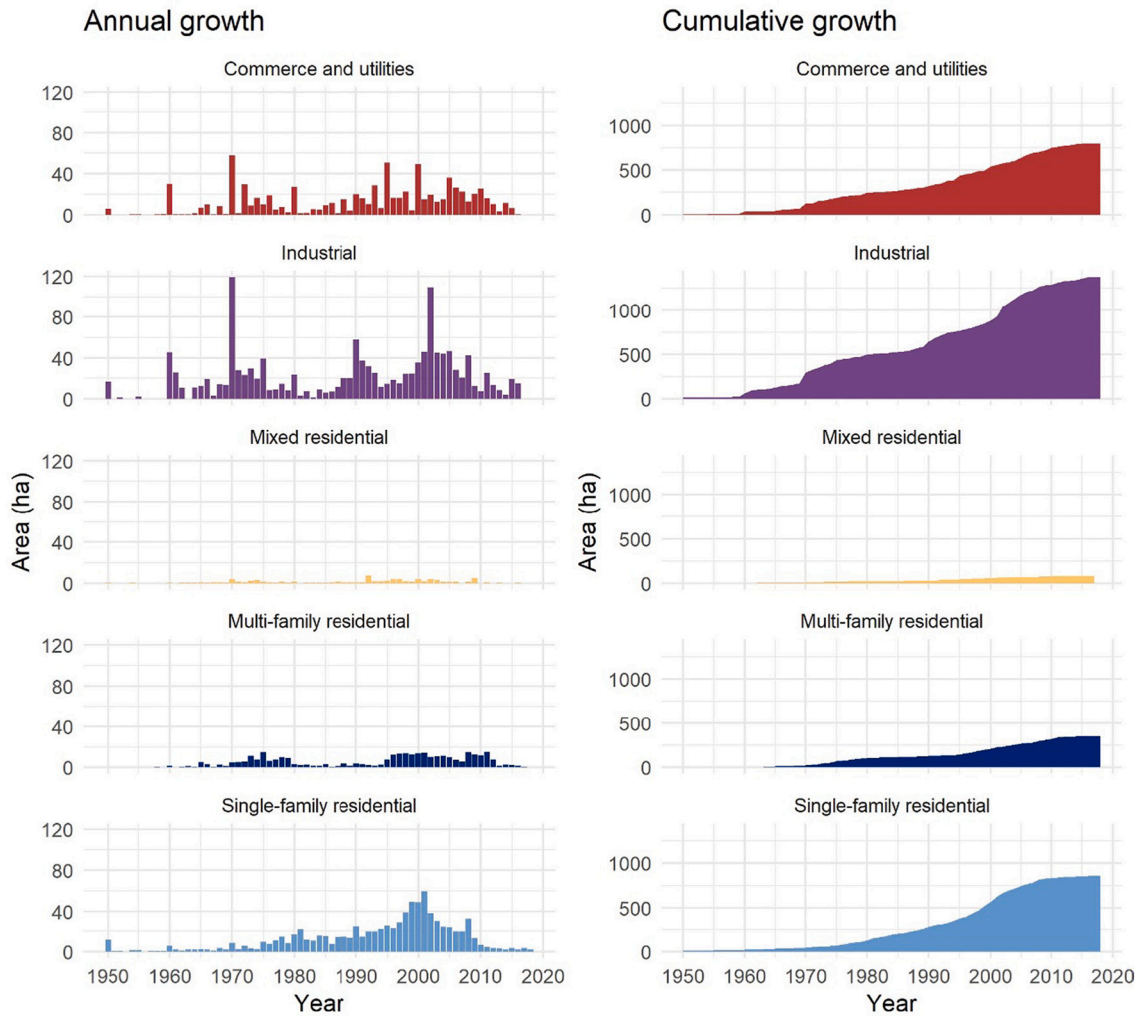 Annual growth
Commerce and utilities
120
80
40
0
Industrial
120
80
40
0
Mixed residential
120
80
40
0
Multi-family residential
120
80
40
0
Single-family residential
120
80
40
0
Area (ha)
1950 1960 1970 1980 1990 2000 2010 2020
Year
Cumulative growth
Commerce and utilities
1000
500
0
Industrial
1000
500
0
Mixed residential
1000
500
0
Multi-family residential
1000
500
0
Single-family residential
1000
500
0
Area (ha)
1950 1960 1970 1980 1990 2000 2010 2020
Year